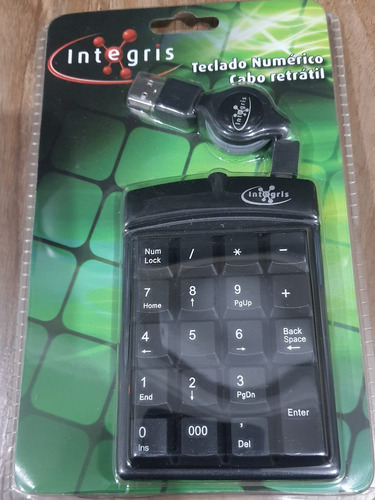 Integris
Teclado Numérico
Cabo retrátil
Integris
Integris
Num Lock / * -
7 Home 8 ↑ 9 PgUp +
4 ← 5 6 → Back Space ←
1 End 2 ↓ 3 PgDn Enter
0 Ins 000 , Del